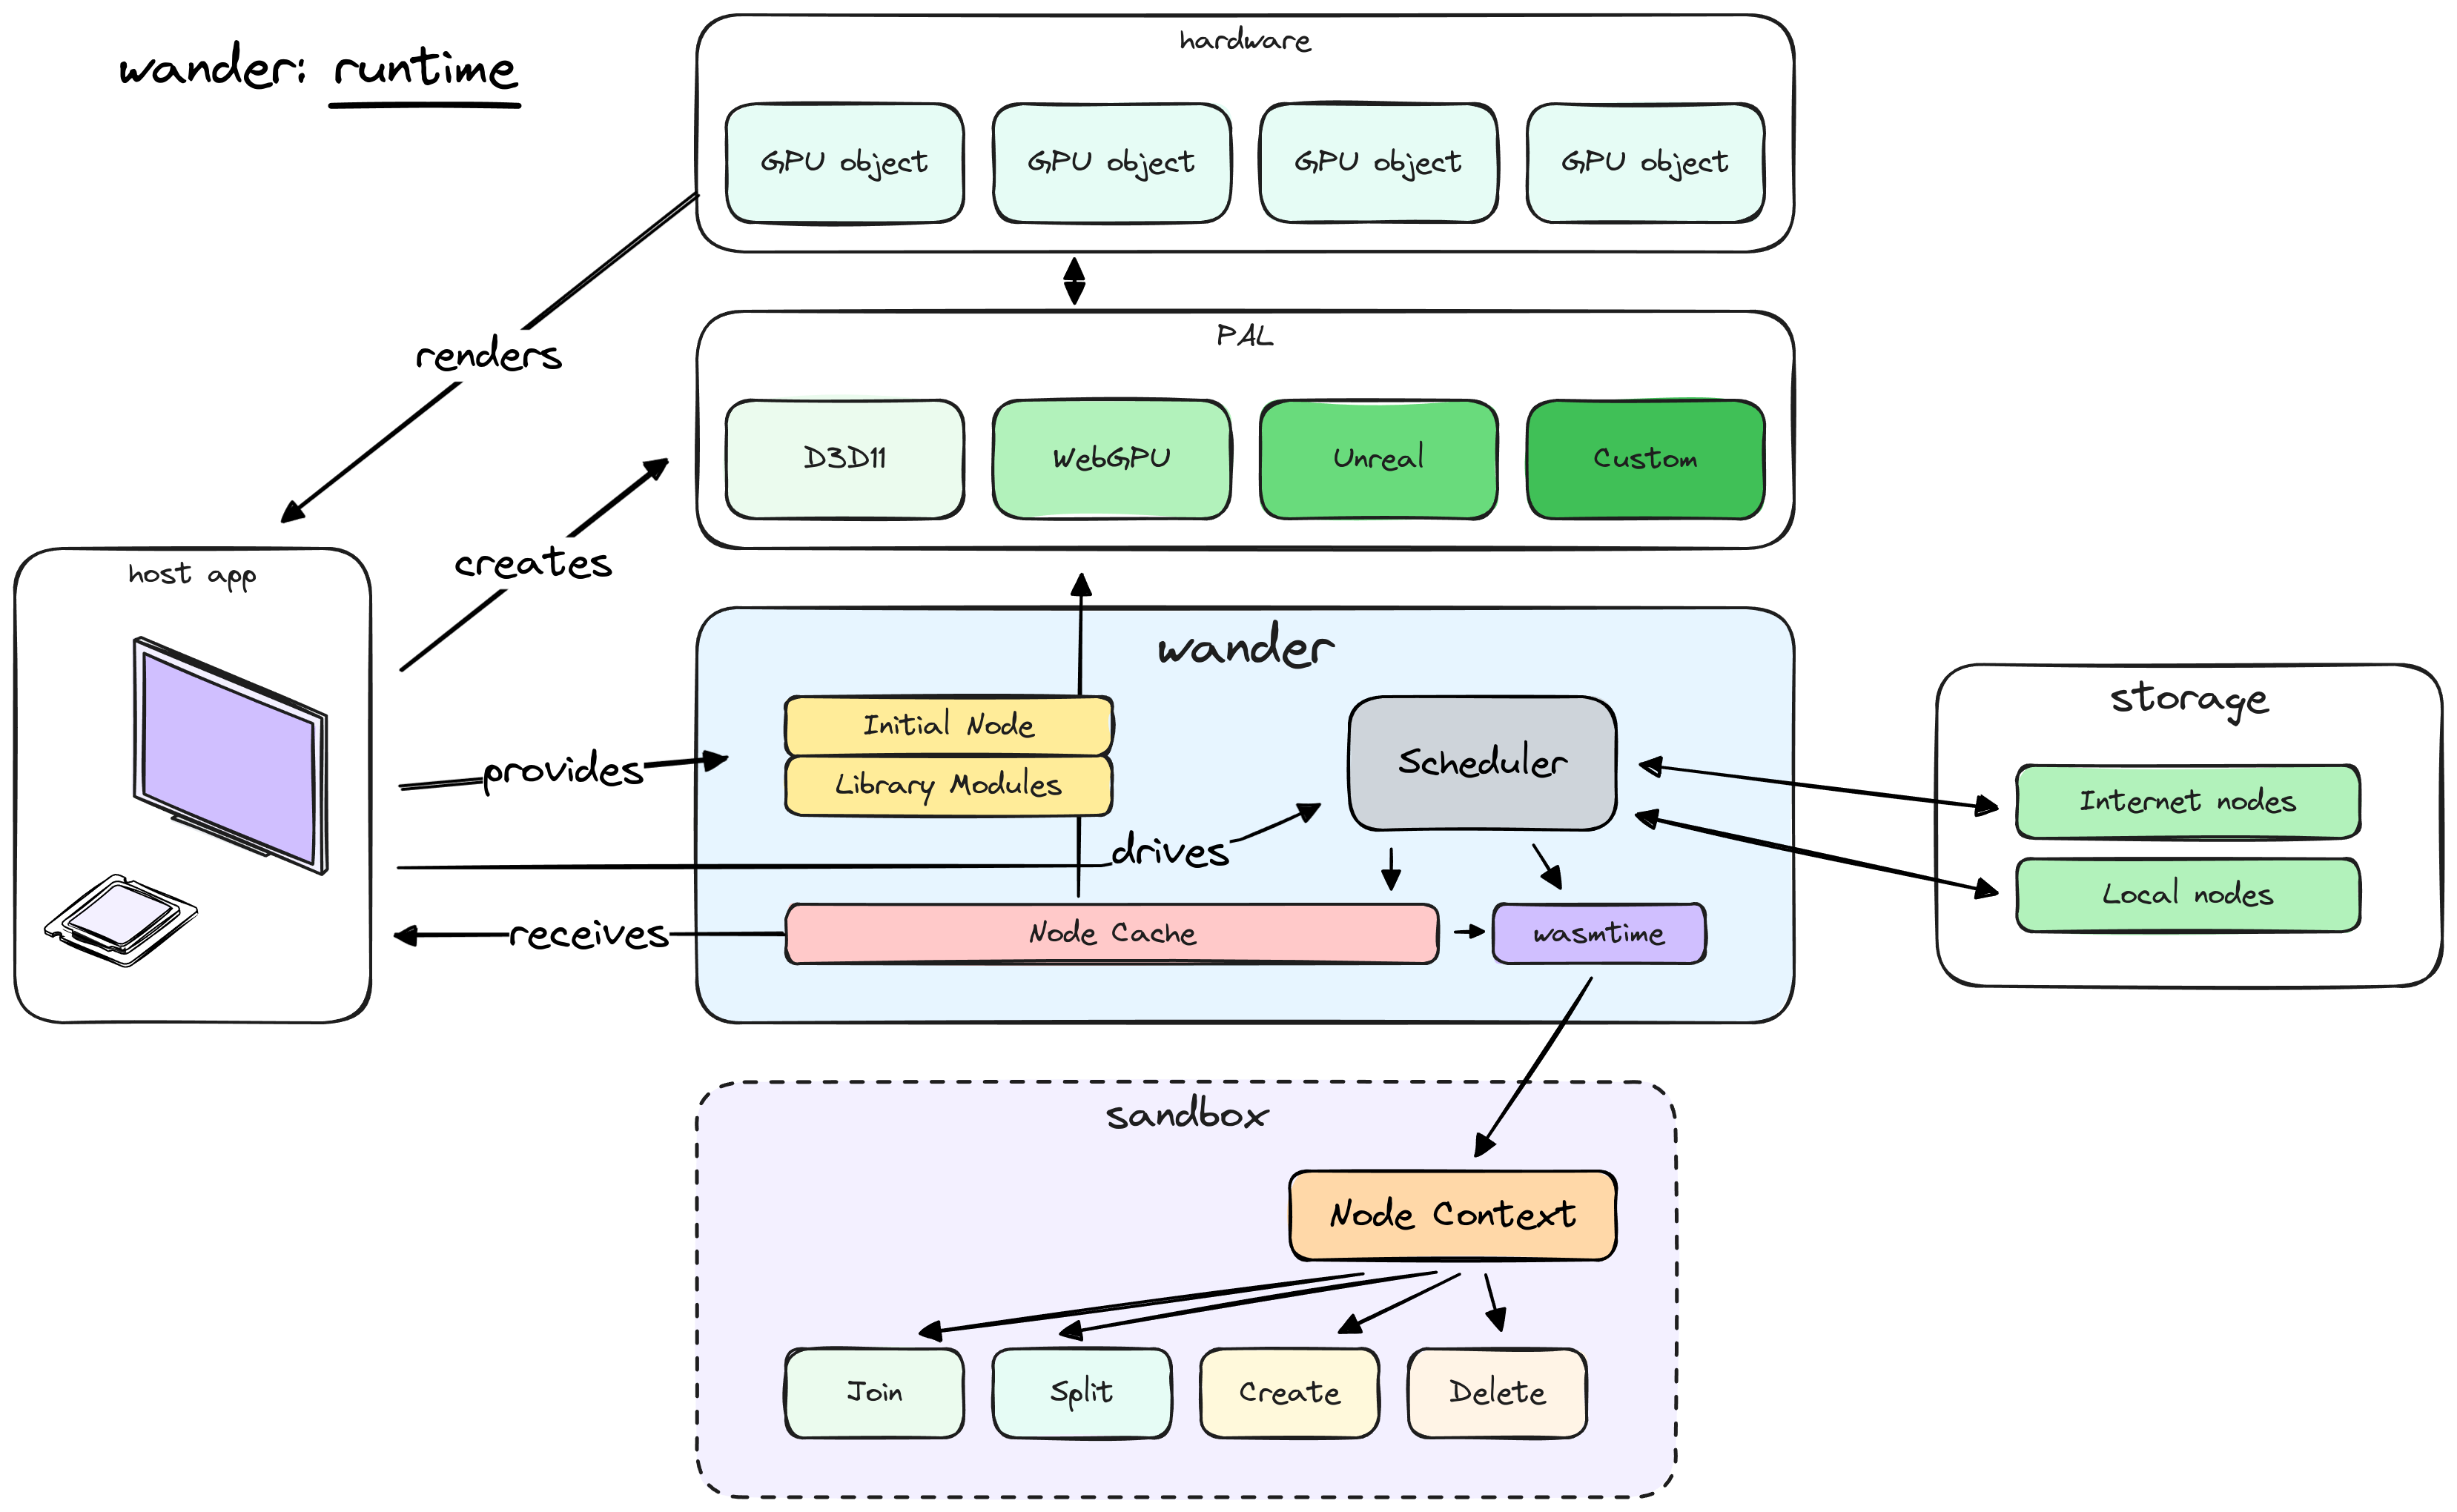 wander: runtime
hardware
GPU object
GPU object
GPU object
GPU object
renders
PAL
D3D11
WebGPU
Unreal
Custom
creates
host app
wander
Initial Node
Library Modules
Scheduler
provides
drives
receives
Node Cache
wasmtime
storage
Internet nodes
Local nodes
sandbox
Node Context
Join
Split
Create
Delete